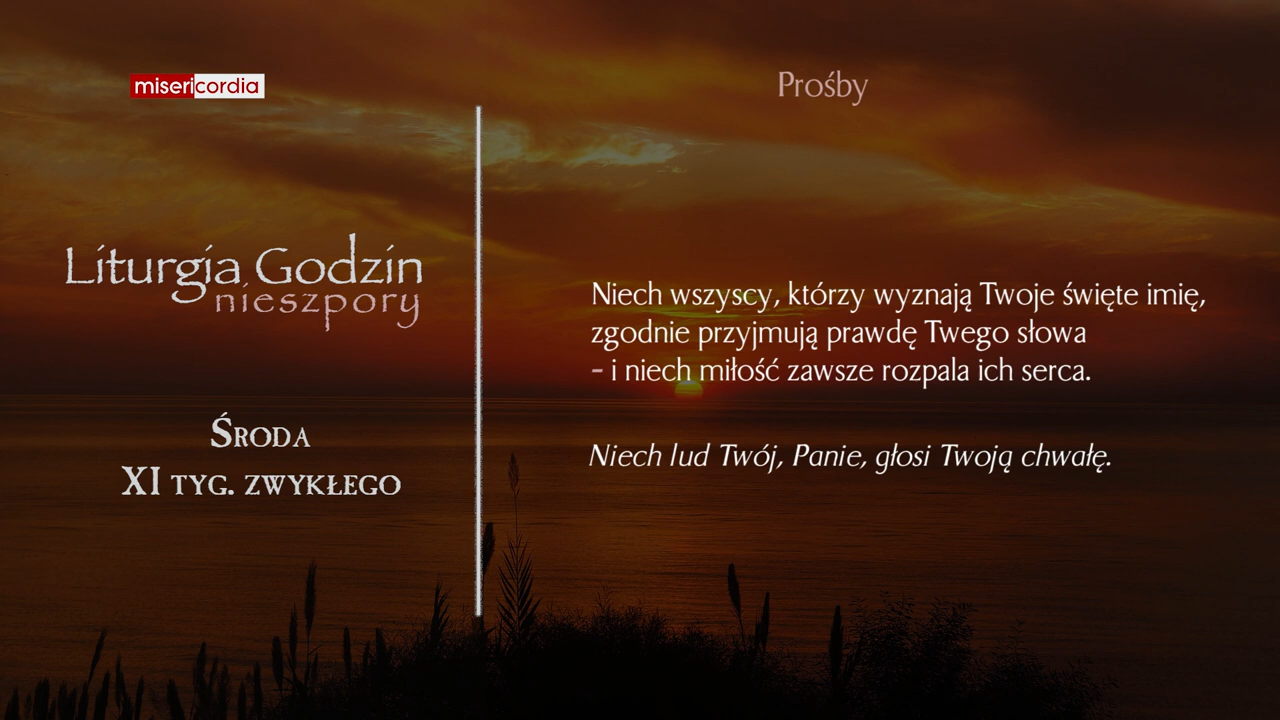 misericordia
Prośby
Liturgia Godzin
nieszpory
Środa
XI tyg. zwykłego
Niech wszyscy, którzy wyznają Twoje święte imię,
zgodnie przyjmują prawdę Twego słowa
- i niech miłość zawsze rozpala ich serca.
Niech lud Twój, Panie, głosi Twoją chwałę.